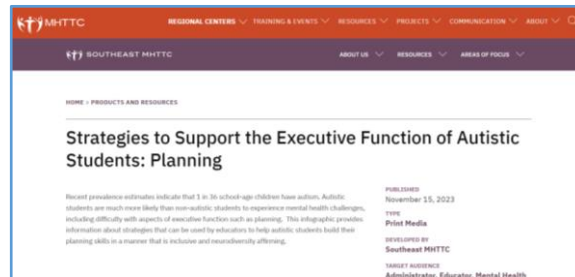 MHTTC
REGIONAL CENTERS TRAINING & EVENTS RESOURCES PROJECTS COMMUNICATION ABOUT
SOUTHEAST MHTTC
ABOUT US RESOURCES AREAS OF FOCUS
HOME » PRODUCTS AND RESOURCES
Strategies to Support the Executive Function of Autistic
Students: Planning
Recent prevalence estimates indicate that 1 in 36 school-age children have autism. Autistic
students are much more likely than non-autistic students to experience mental health challenges,
including difficulty with aspects of executive function such as planning. This infographic provides
information about strategies that can be used by educators to help autistic students build their
planning skills in a manner that is inclusive and neurodiversity affirming.
PUBLISHED
November 15, 2023
TYPE
Print Media
DEVELOPED BY
Southeast MHTTC
TARGET AUDIENCE
Administrator, Educator, Mental Health